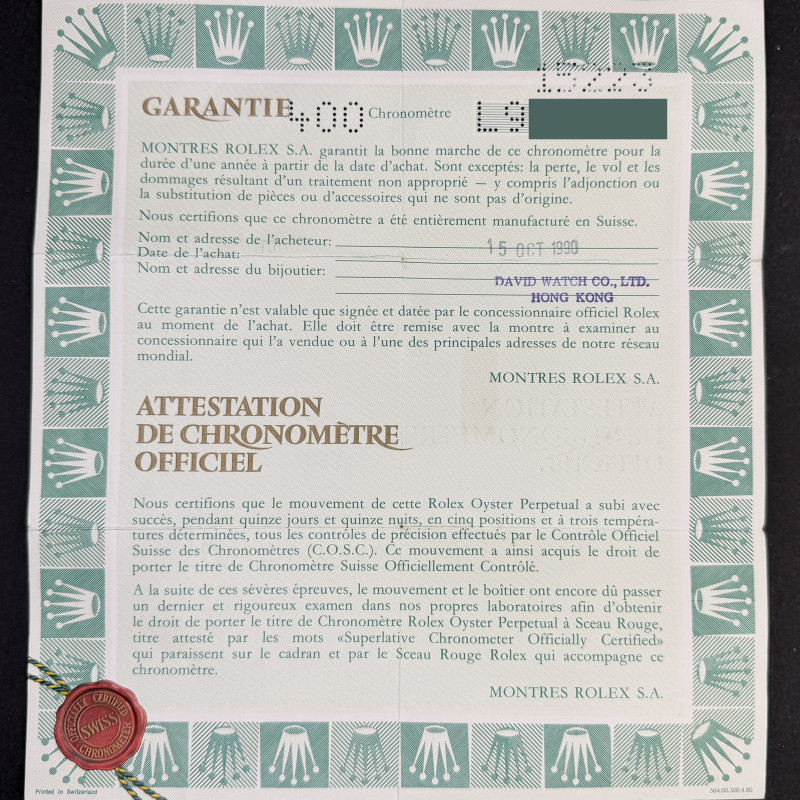 15223
GARANTIE 400 Chronomètre L9
MONTRES ROLEX S.A. garantit la bonne marche de ce chronomètre pour la
durée d'une année à partir de la date d'achat. Sont exceptés: la perte, le vol et les
dommages résultant d'un traitement non approprié — y compris l'adjonction ou
la substitution de pièces ou d'accessoires qui ne sont pas d'origine.
Nous certifions que ce chronomètre a été entièrement manufacturé en Suisse.
Nom et adresse de l'acheteur:
Date de l'achat: 15 OCT 1990
Nom et adresse du bijoutier: DAVID WATCH CO., LTD.
HONG KONG
Cette garantie n'est valable que signée et datée par le concessionnaire officiel Rolex
au moment de l'achat. Elle doit être remise avec la montre à examiner au
concessionnaire qui l'a vendue ou à l'une des principales adresses de notre réseau
mondial.
MONTRES ROLEX S.A.
ATTESTATION
DE CHRONOMÈTRE
OFFICIEL
Nous certifions que le mouvement de cette Rolex Oyster Perpetual a subi avec
succès, pendant quinze jours et quinze nuits, en cinq positions et à trois tempéra-
tures déterminées, tous les contrôles de précision effectués par le Contrôle Officiel
Suisse des Chronomètres (C.O.S.C.). Ce mouvement a ainsi acquis le droit de
porter le titre de Chronomètre Suisse Officiellement Contrôlé.
A la suite de ces sévères épreuves, le mouvement et le boîtier ont encore dû passer
un dernier et rigoureux examen dans nos propres laboratoires afin d'obtenir
le droit de porter le titre de Chronomètre Rolex Oyster Perpetual à Sceau Rouge,
titre attesté par les mots «Superlative Chronometer Officially Certified»
qui paraissent sur le cadran et par le Sceau Rouge Rolex qui accompagne ce
chronomètre.
MONTRES ROLEX S.A.
OFFICIALLY CERTIFIED
SWISS
CHRONOMETER
Printed in Switzerland
564.00.300.4.90